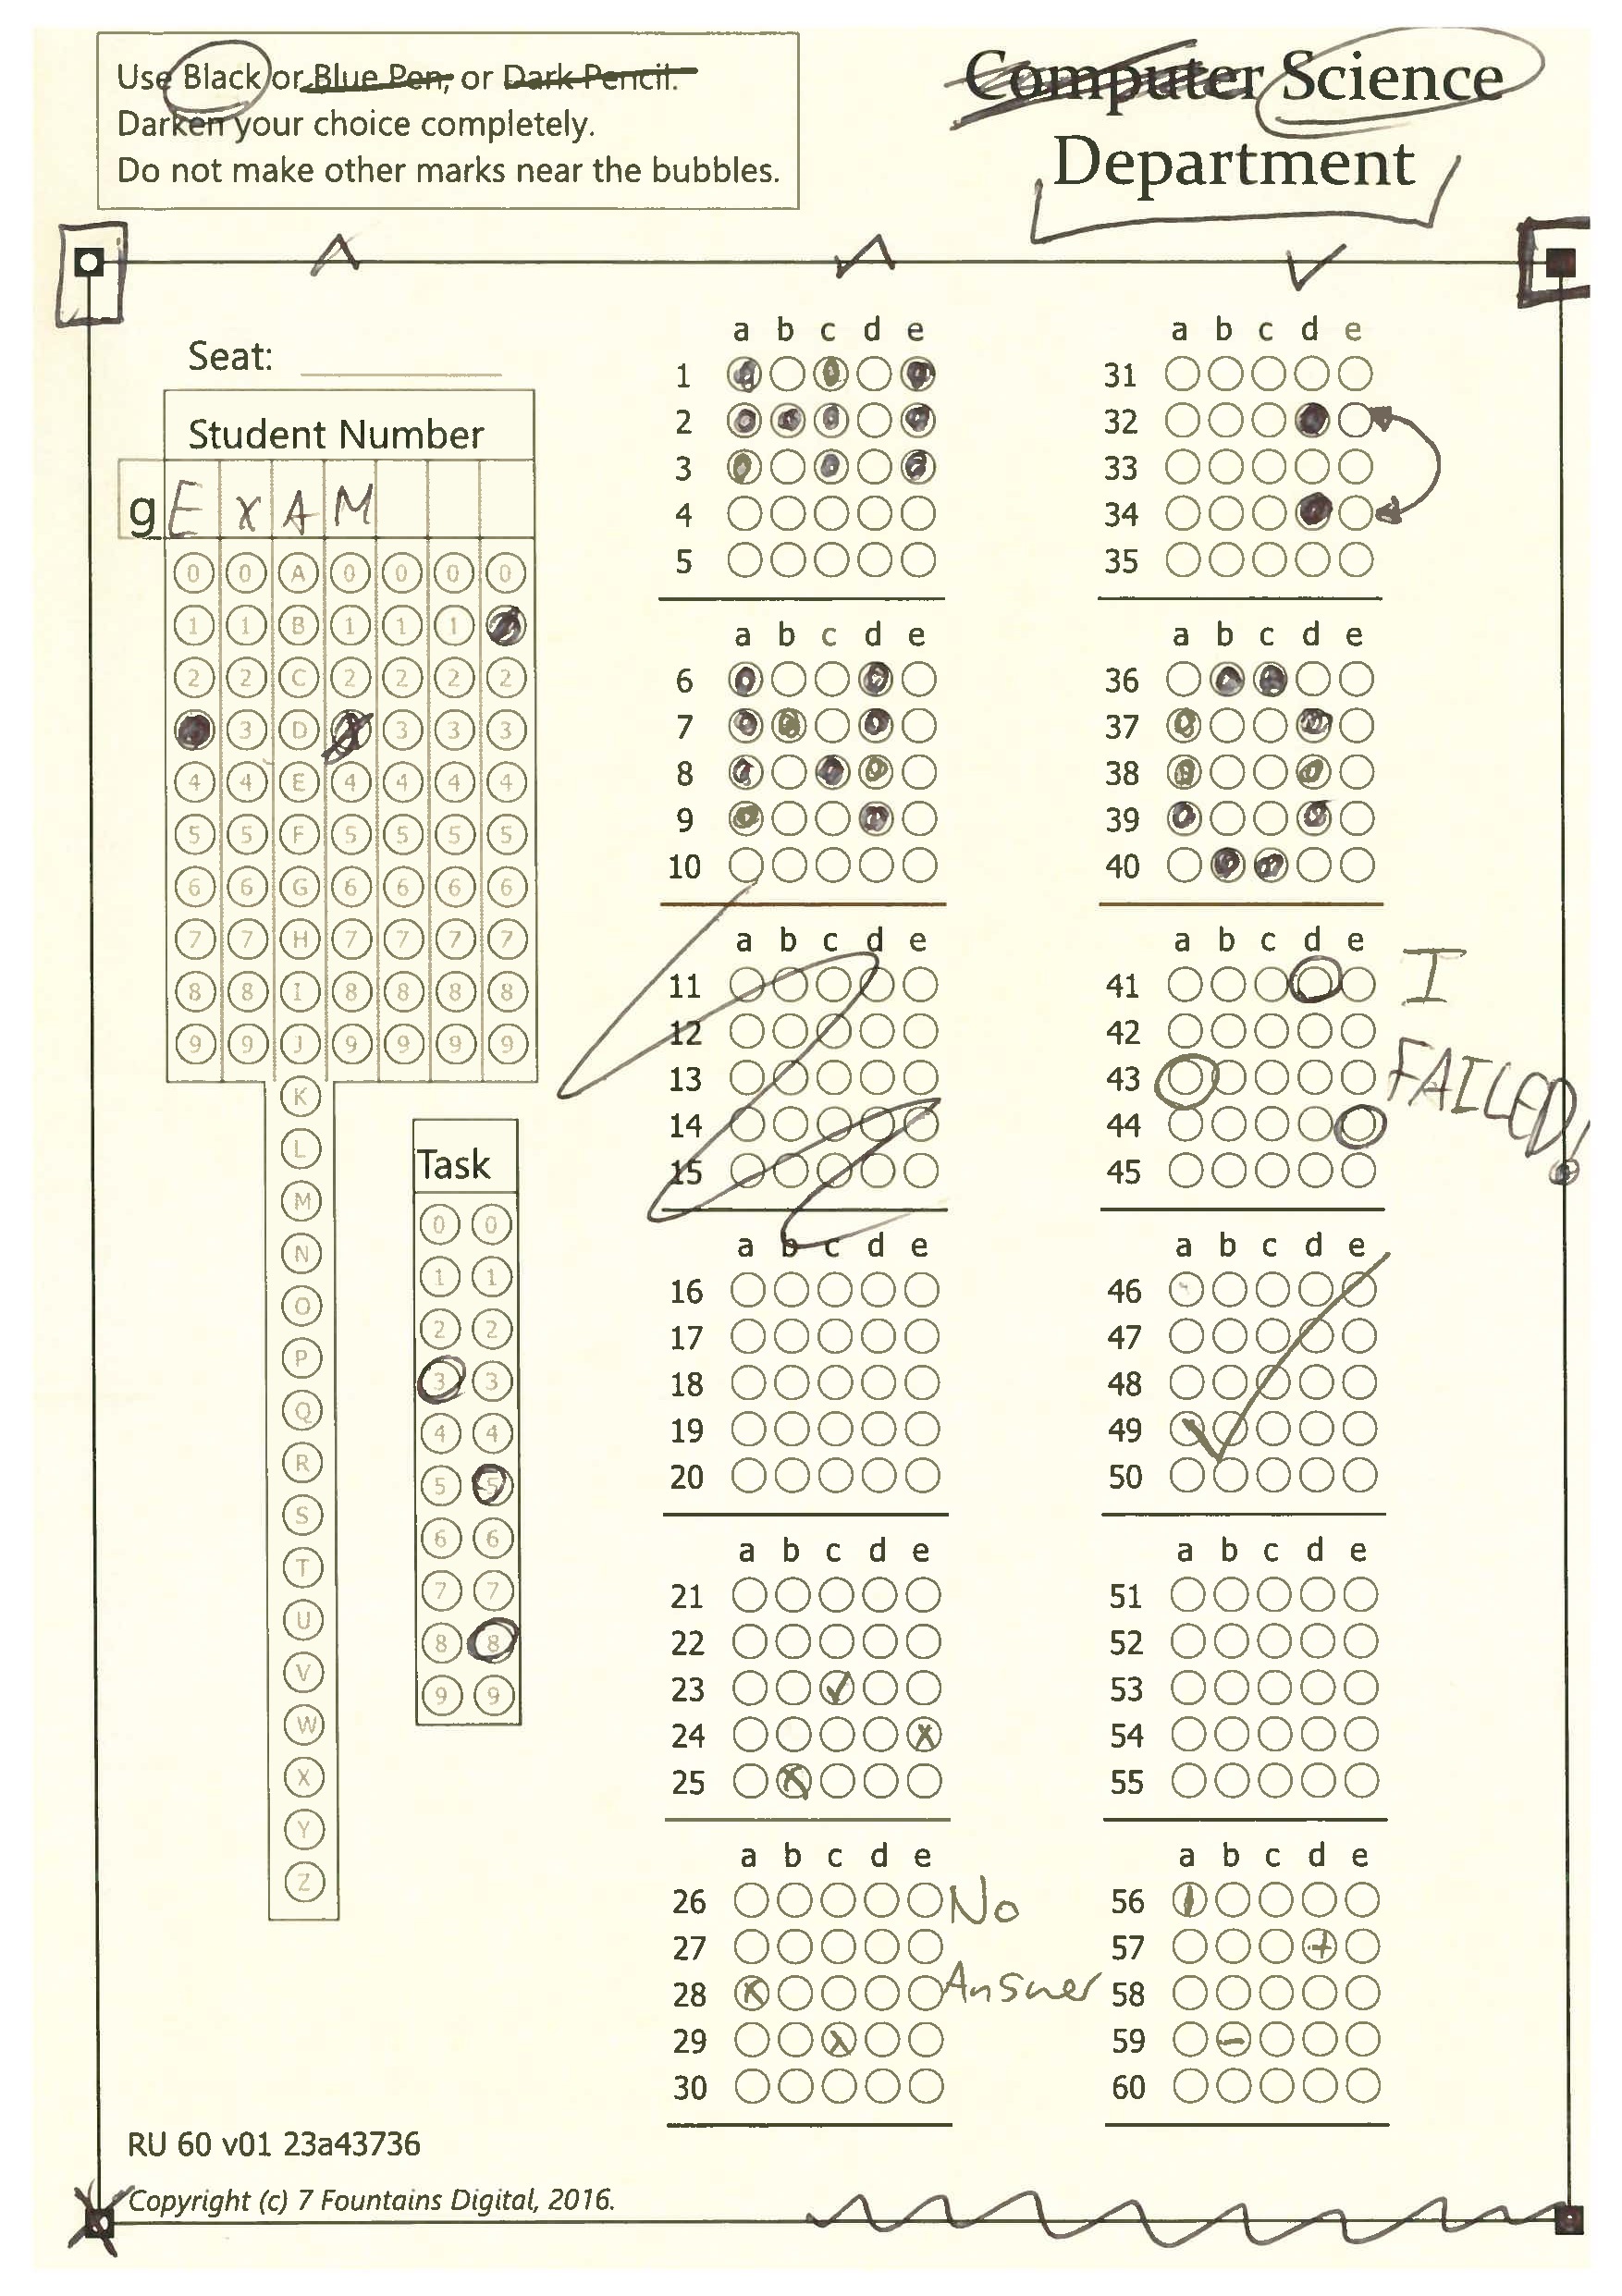 Use Black or Blue Pen, or Dark Pencil.
Darken your choice completely.
Do not make other marks near the bubbles.
Computer Science
Department
Seat:
Student Number
g E X A M
0 0 A 0 0 0 0
1 1 B 1 1 1
2 2 C 2 2 2 2
3 D 3 3 3
4 4 E 4 4 4 4
5 5 F 5 5 5 5
6 6 G 6 6 6 6
7 7 H 7 7 7 7
8 8 I 8 8 8 8
9 9 J 9 9 9 9
K
L
M
N
O
P
Q
R
S
T
U
V
W
X
Y
Z
Task
0 0
1 1
2 2
3 3
4 4
5 5
6 6
7 7
8 8
9 9
a b c d e
1
2
3
4
5
a b c d e
6
7
8
9
10
a b c d e
11
12
13
14
15
a b c d e
16
17
18
19
20
a b c d e
21
22
23
24
25
a b c d e
26 No
27
28 Answer
29
30
a b c d e
31
32
33
34
35
a b c d e
36
37
38
39
40
a b c d e
41 I
42
43 FAILED!
44
45
a b c d e
46
47
48
49
50
a b c d e
51
52
53
54
55
a b c d e
56
57
58
59
60
RU 60 v01 23a43736
Copyright (c) 7 Fountains Digital, 2016.